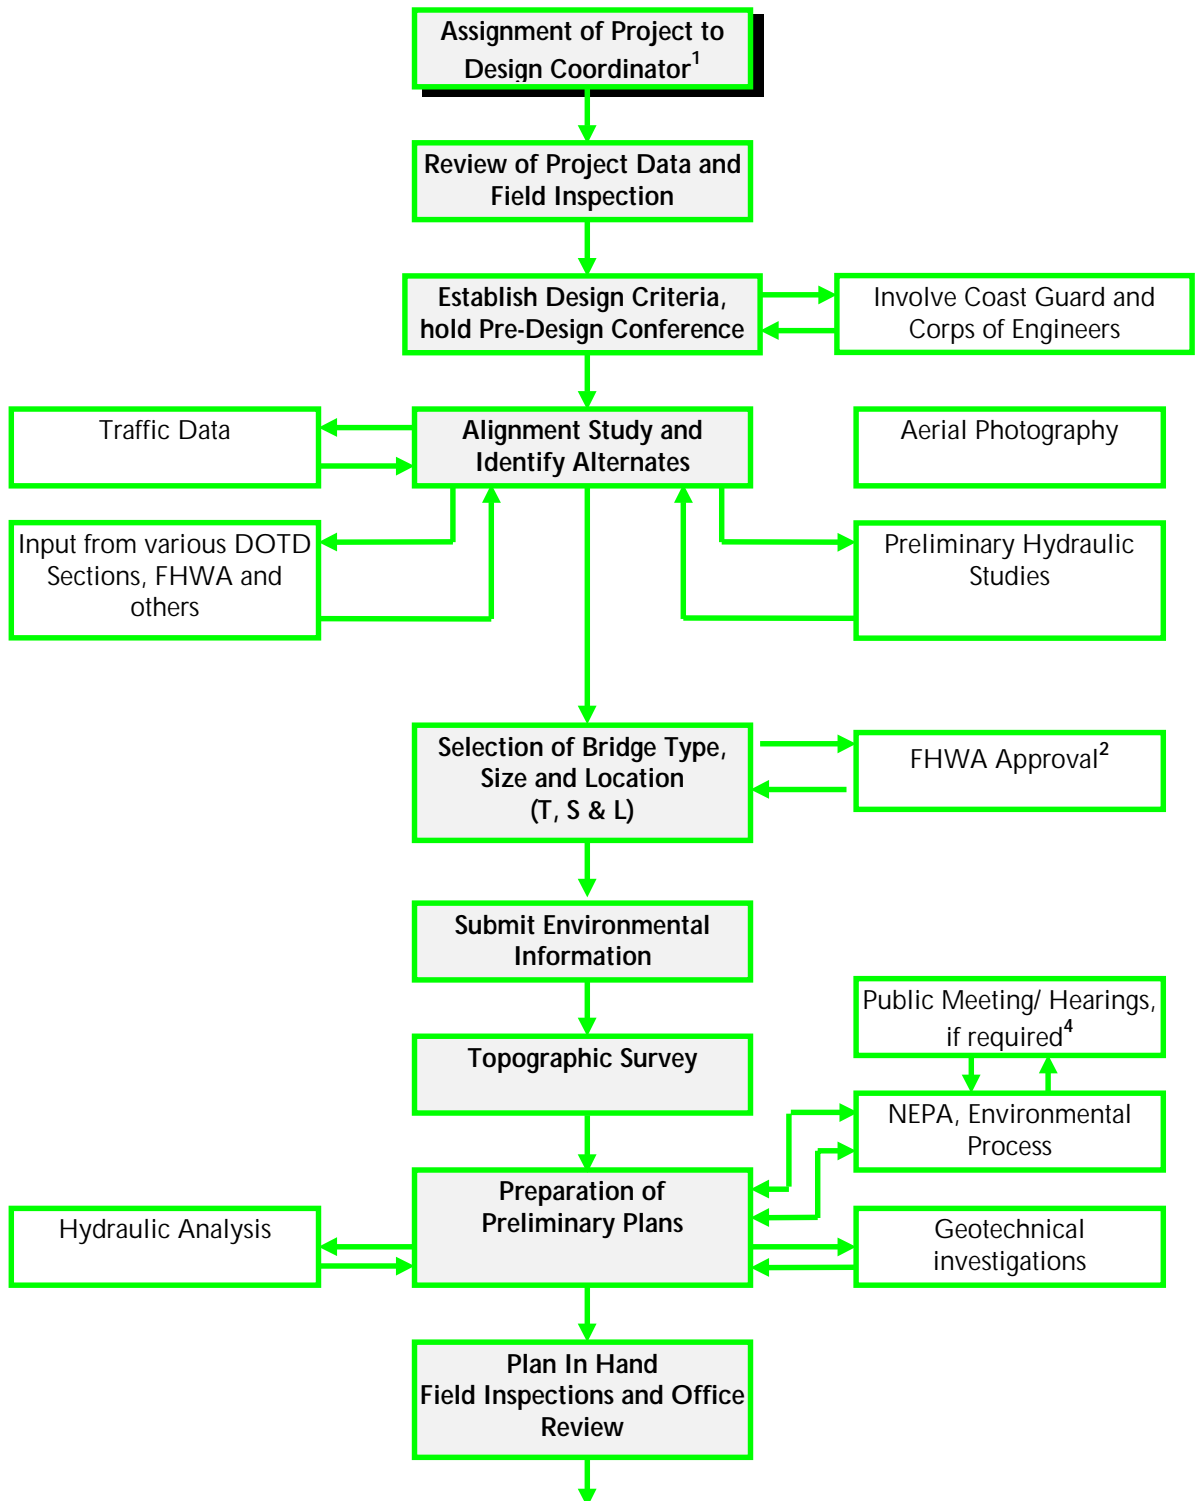 Assignment of Project to
Design Coordinator1
Review of Project Data and
Field Inspection
Establish Design Criteria,
hold Pre-Design Conference
Involve Coast Guard and
Corps of Engineers
Traffic Data
Alignment Study and
Identify Alternates
Aerial Photography
Input from various DOTD
Sections, FHWA and
others
Preliminary Hydraulic
Studies
Selection of Bridge Type,
Size and Location
(T, S & L)
FHWA Approval2
Submit Environmental
Information
Public Meeting/ Hearings,
if required4
Topographic Survey
NEPA, Environmental
Process
Preparation of
Preliminary Plans
Hydraulic Analysis
Geotechnical
investigations
Plan In Hand
Field Inspections and Office
Review